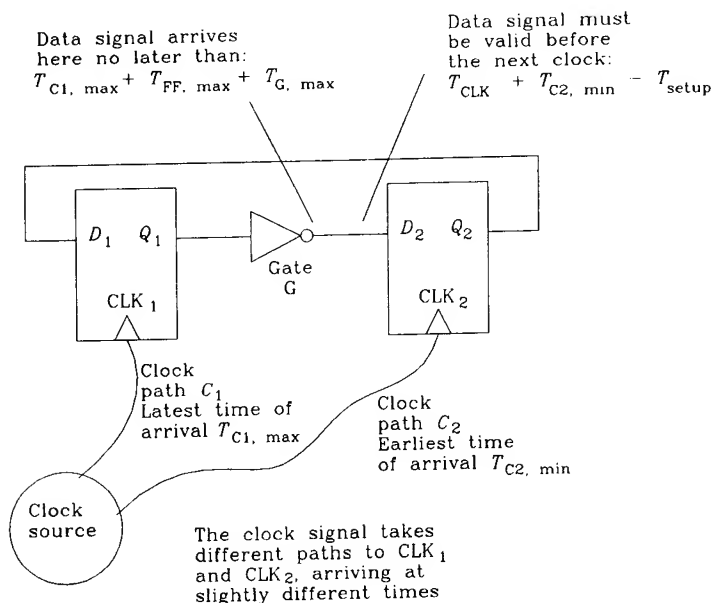 Data signal arrives
here no later than:
T_C1, max + T_FF, max + T_G, max
Data signal must
be valid before
the next clock:
T_CLK + T_C2, min − T_setup
D₁ Q₁
CLK₁
Gate
G
D₂ Q₂
CLK₂
Clock
path C₁
Latest time of
arrival T_C1, max
Clock
path C₂
Earliest time
of arrival T_C2, min
Clock
source
The clock signal takes
different paths to CLK₁
and CLK₂, arriving at
slightly different times